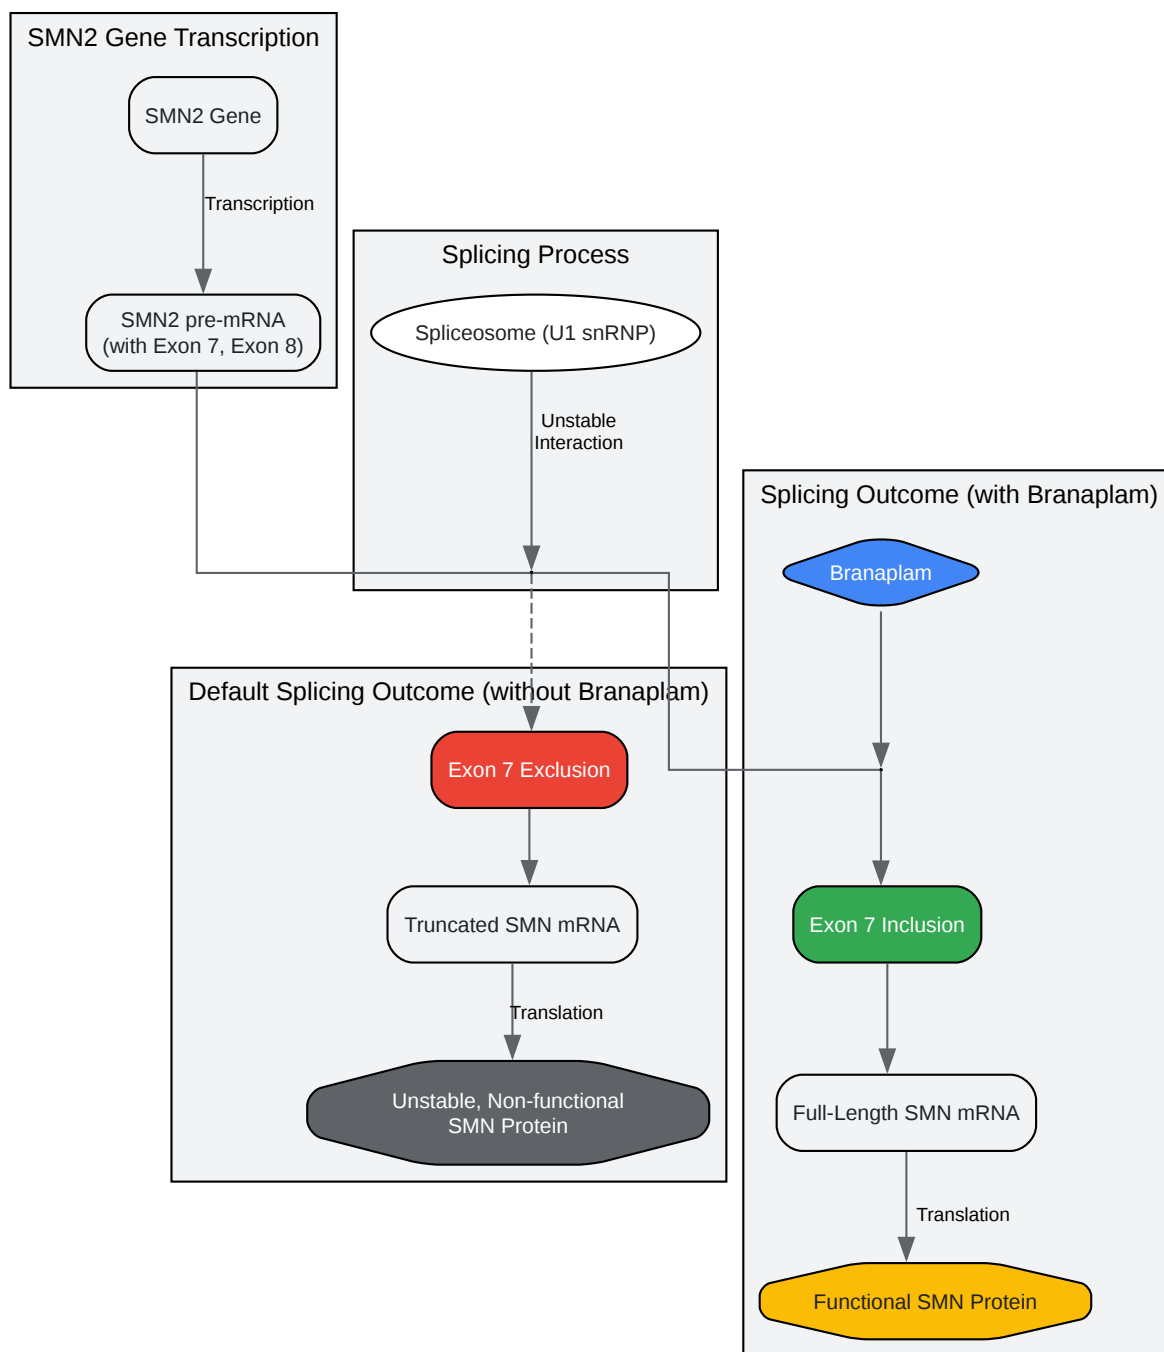 SMN2 Gene Transcription
SMN2 Gene
Transcription
SMN2 pre-mRNA
(with Exon 7, Exon 8)
Splicing Process
Spliceosome (U1 snRNP)
Unstable
Interaction
Splicing Outcome (with Branaplam)
Branaplam
Default Splicing Outcome (without Branaplam)
Exon 7 Exclusion
Truncated SMN mRNA
Translation
Unstable, Non-functional
SMN Protein
Exon 7 Inclusion
Full-Length SMN mRNA
Translation
Functional SMN Protein